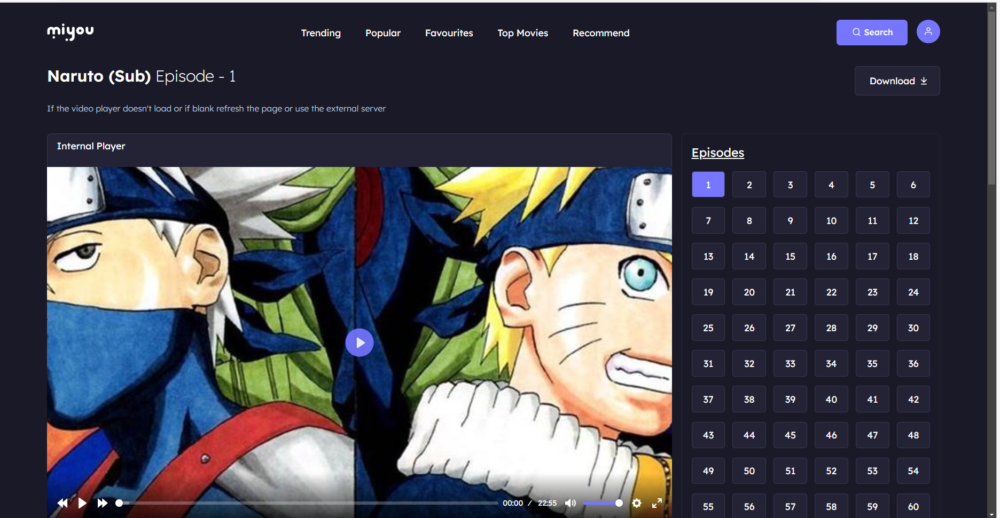 miyou
Trending Popular Favourites Top Movies Recommend
Search
Naruto (Sub) Episode - 1
Download
If the video player doesn't load or if blank refresh the page or use the external server
Internal Player
00:00 / 22:55
Episodes
1 2 3 4 5 6
7 8 9 10 11 12
13 14 15 16 17 18
19 20 21 22 23 24
25 26 27 28 29 30
31 32 33 34 35 36
37 38 39 40 41 42
43 44 45 46 47 48
49 50 51 52 53 54
55 56 57 58 59 60